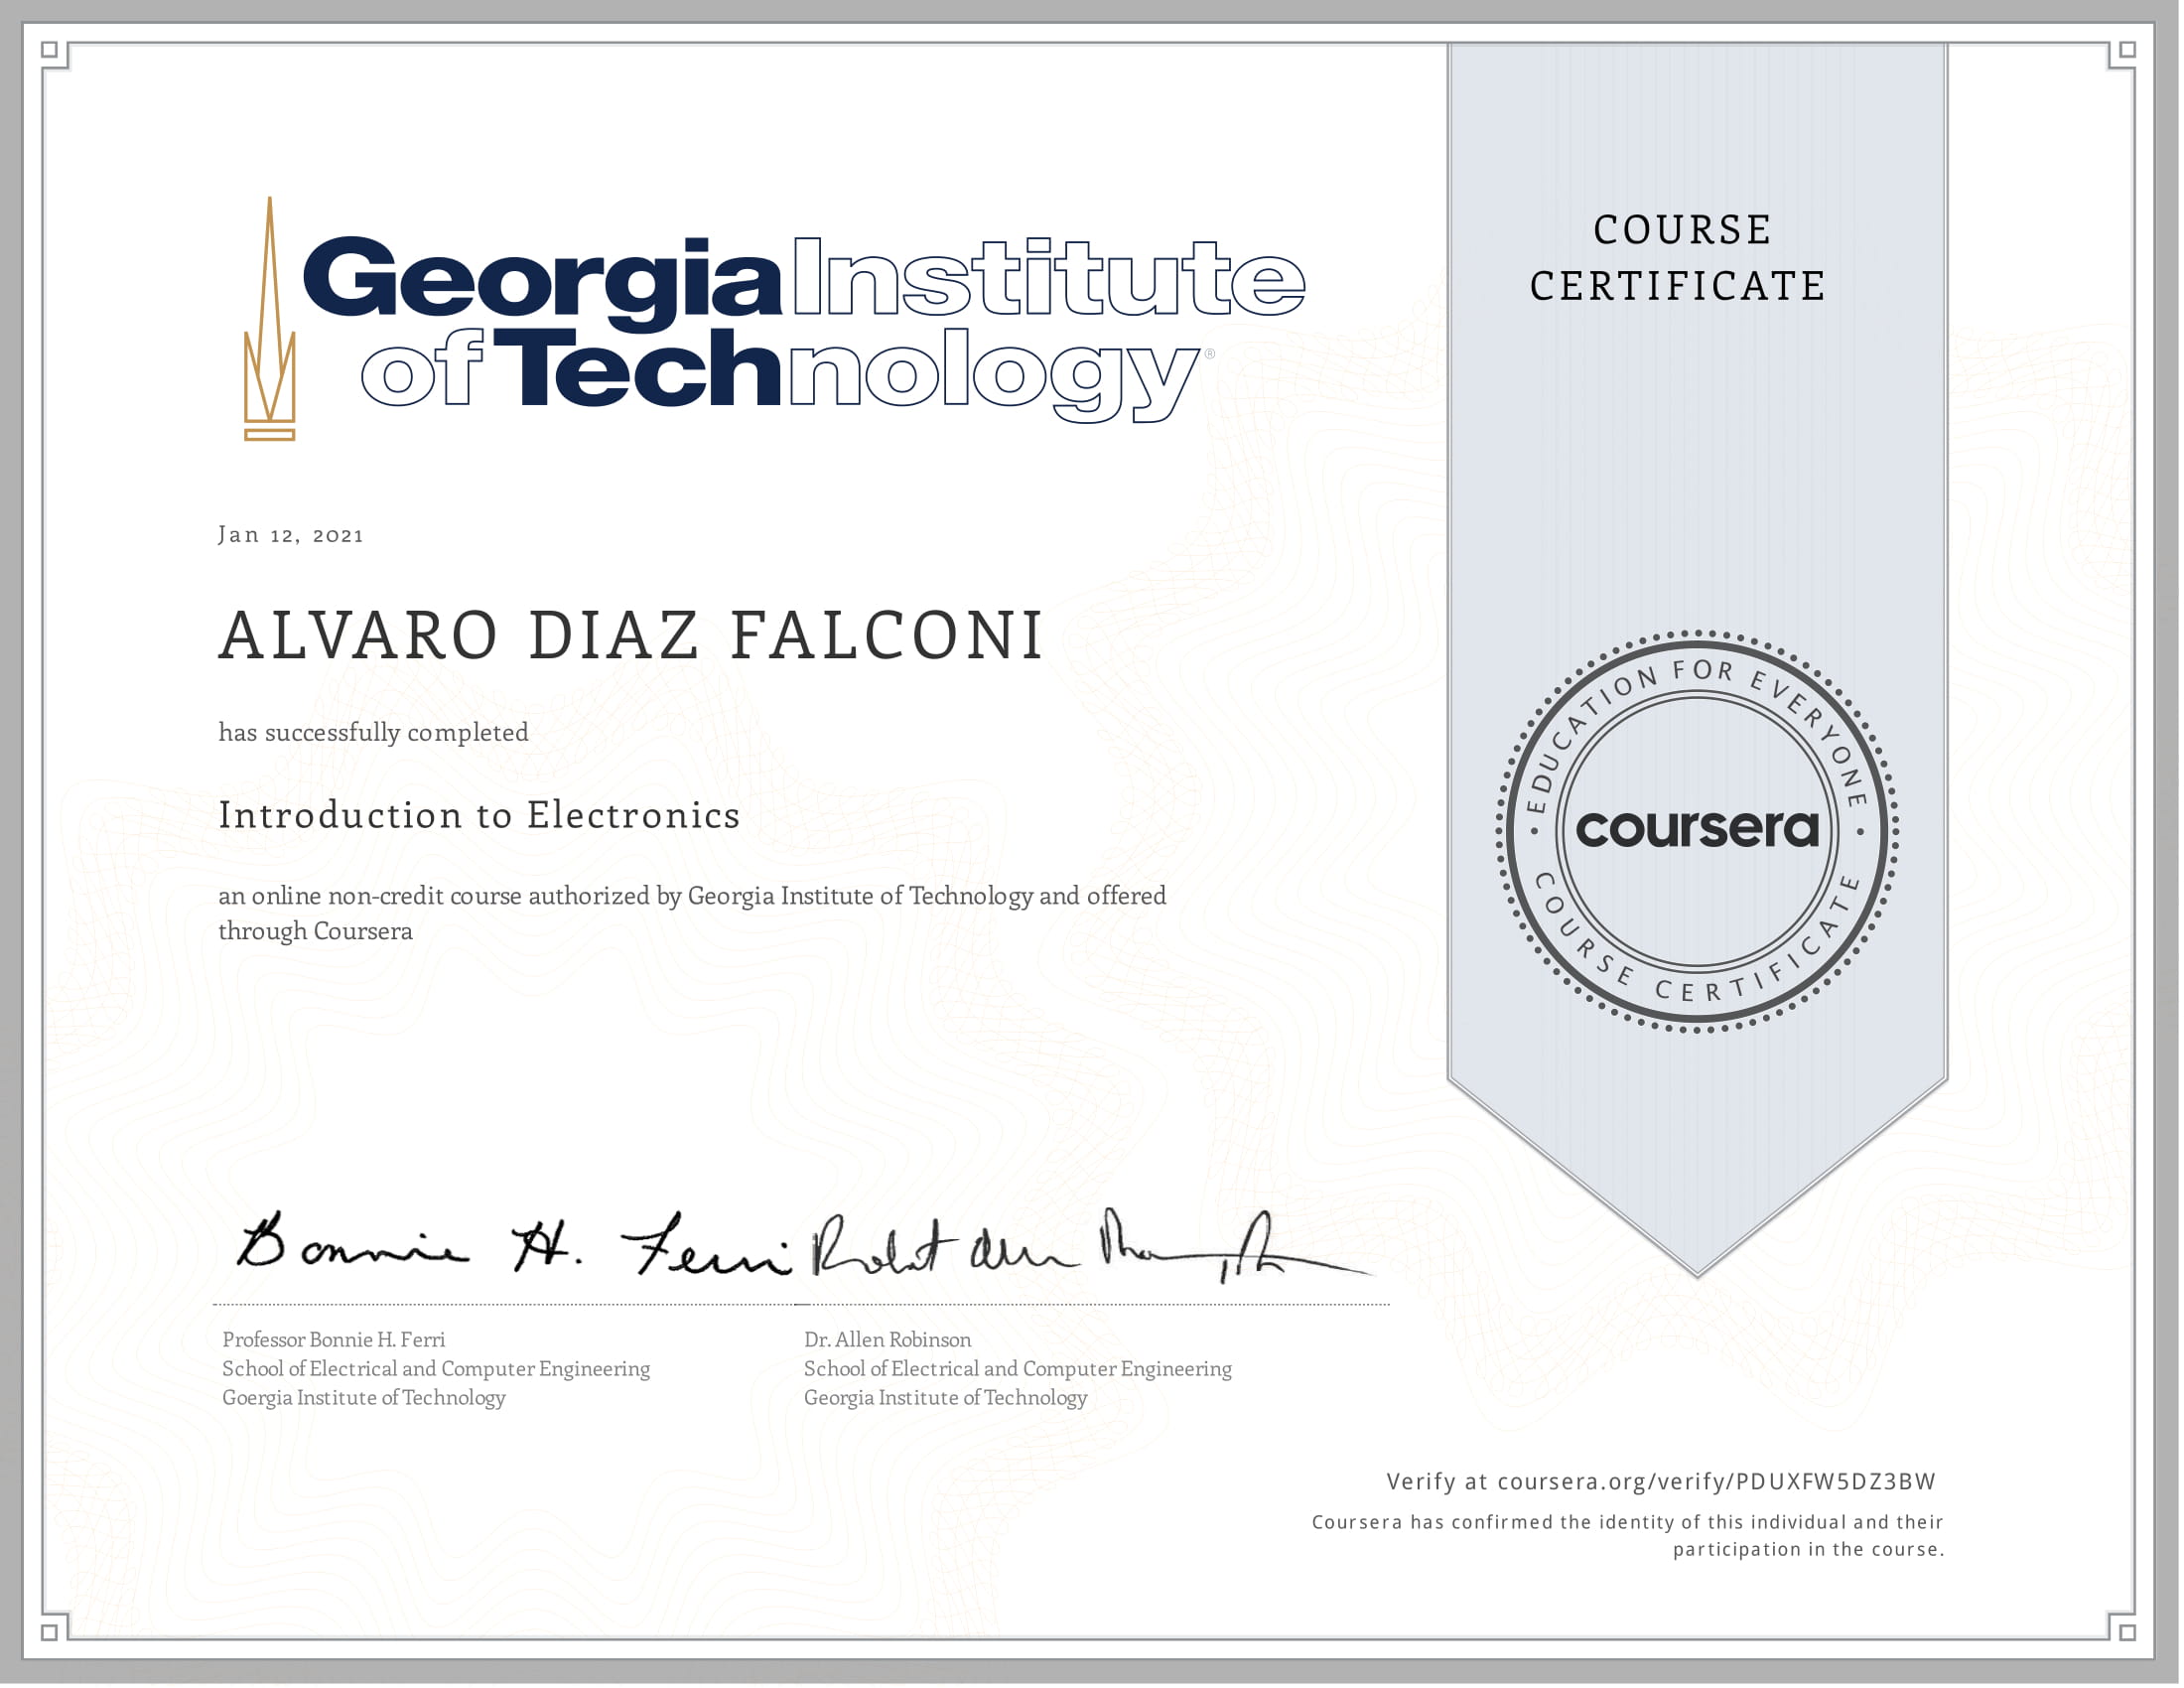 Georgia Institute
of Technology®
COURSE
CERTIFICATE
Jan 12, 2021
ALVARO DIAZ FALCONI
has successfully completed
Introduction to Electronics
an online non-credit course authorized by Georgia Institute of Technology and offered
through Coursera
EDUCATION FOR EVERYONE
coursera
COURSE CERTIFICATE
Bonnie H. Ferri
Professor Bonnie H. Ferri
School of Electrical and Computer Engineering
Goergia Institute of Technology
Dr. Allen Robinson
School of Electrical and Computer Engineering
Georgia Institute of Technology
Verify at coursera.org/verify/PDUXFW5DZ3BW
Coursera has confirmed the identity of this individual and their
participation in the course.